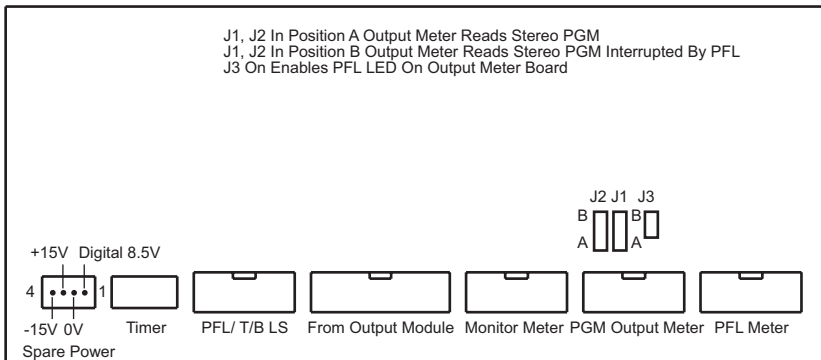 J1, J2 In Position A Output Meter Reads Stereo PGM
J1, J2 In Position B Output Meter Reads Stereo PGM Interrupted By PFL
J3 On Enables PFL LED On Output Meter Board
J2 J1 J3
B B
A A
+15V Digital 8.5V
4 1
-15V 0V
Spare Power
Timer
PFL/ T/B LS
From Output Module
Monitor Meter
PGM Output Meter
PFL Meter